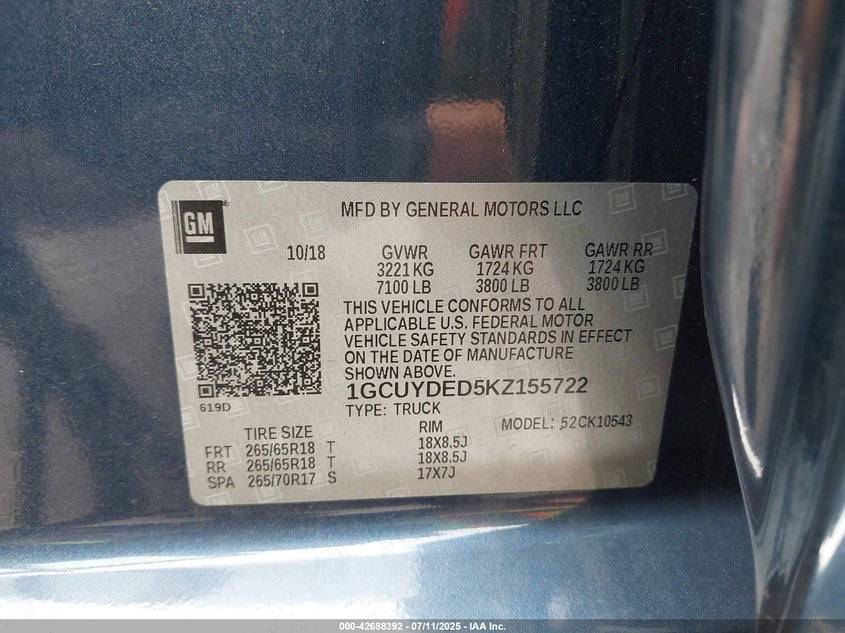 GM
MFD BY GENERAL MOTORS LLC
10/18
GVWR GAWR FRT GAWR RR
3221 KG 1724 KG 1724 KG
7100 LB 3800 LB 3800 LB
THIS VEHICLE CONFORMS TO ALL
APPLICABLE U.S. FEDERAL MOTOR
VEHICLE SAFETY STANDARDS IN EFFECT
ON THE DATE OF MANUFACTURE
SHOWN ABOVE.
1GCUYDED5KZ155722
619D
TYPE: TRUCK
MODEL: 52CK10543
TIRE SIZE RIM
FRT 265/65R18 T 18X8.5J
RR 265/65R18 T 18X8.5J
SPA 265/70R17 S 17X7J
000-42688392 - 07/11/2025 - IAA Inc.